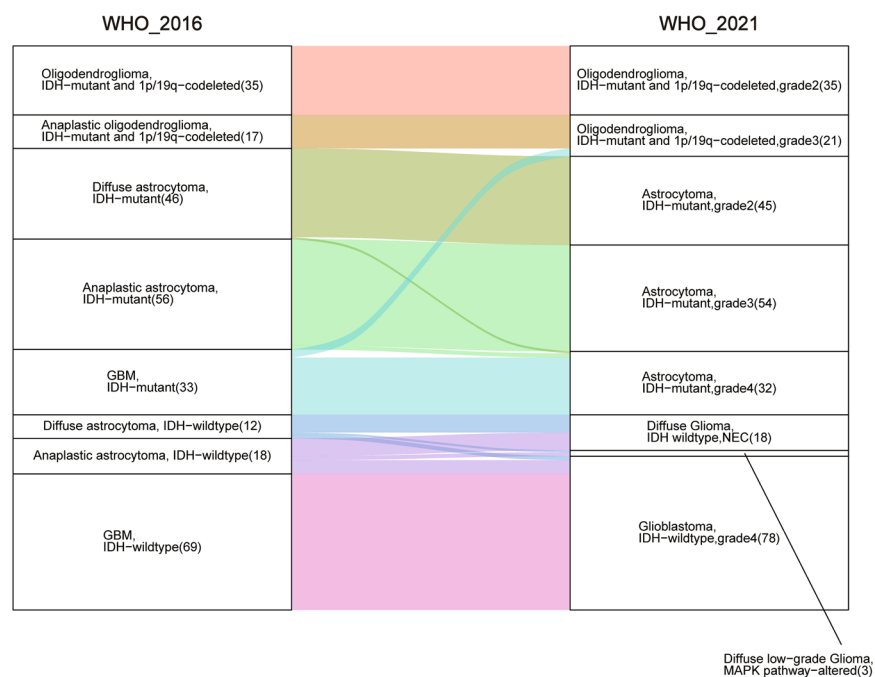 WHO_2016
WHO_2021
Oligodendroglioma,
IDH−mutant and 1p/19q−codeleted(35)
Anaplastic oligodendroglioma,
IDH−mutant and 1p/19q−codeleted(17)
Diffuse astrocytoma,
IDH−mutant(46)
Anaplastic astrocytoma,
IDH−mutant(56)
GBM,
IDH−mutant(33)
Diffuse astrocytoma, IDH−wildtype(12)
Anaplastic astrocytoma, IDH−wildtype(18)
GBM,
IDH−wildtype(69)
Oligodendroglioma,
IDH−mutant and 1p/19q−codeleted,grade2(35)
Oligodendroglioma,
IDH−mutant and 1p/19q−codeleted,grade3(21)
Astrocytoma,
IDH−mutant,grade2(45)
Astrocytoma,
IDH−mutant,grade3(54)
Astrocytoma,
IDH−mutant,grade4(32)
Diffuse Glioma,
IDH wildtype,NEC(18)
Glioblastoma,
IDH−wildtype,grade4(78)
Diffuse low−grade Glioma,
MAPK pathway−altered(3)